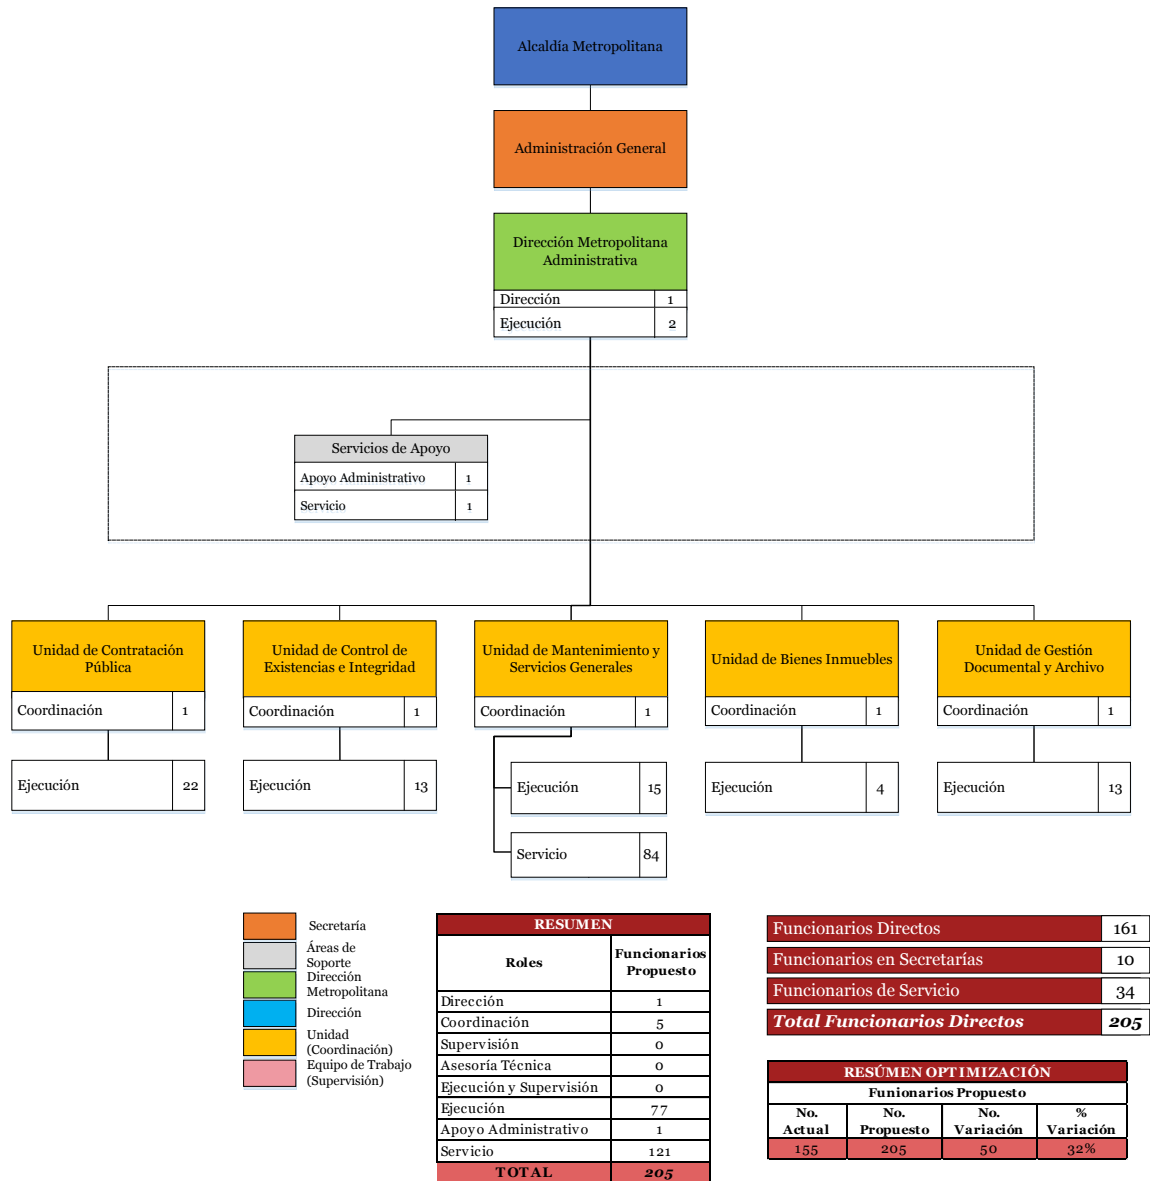 Alcaldía Metropolitana
Administración General
Dirección Metropolitana
Administrativa
Dirección 1
Ejecución 2
Servicios de Apoyo
Apoyo Administrativo 1
Servicio 1
Unidad de Contratación
Pública
Coordinación 1
Ejecución 22
Unidad de Control de
Existencias e Integridad
Coordinación 1
Ejecución 13
Unidad de Mantenimiento y
Servicios Generales
Coordinación 1
Ejecución 15
Servicio 84
Unidad de Bienes Inmuebles
Coordinación 1
Ejecución 4
Unidad de Gestión
Documental y Archivo
Coordinación 1
Ejecución 13
Secretaría
Áreas de
Soporte
Dirección
Metropolitana
Dirección
Unidad
(Coordinación)
Equipo de Trabajo
(Supervisión)
RESUMEN
Roles
Funcionarios
Propuesto
Dirección 1
Coordinación 5
Supervisión 0
Asesoría Técnica 0
Ejecución y Supervisión 0
Ejecución 77
Apoyo Administrativo 1
Servicio 121
TOTAL 205
Funcionarios Directos 161
Funcionarios en Secretarías 10
Funcionarios de Servicio 34
Total Funcionarios Directos 205
RESÚMEN OPTIMIZACIÓN
Funionarios Propuesto
No. No. No. %
Actual Propuesto Variación Variación
155 205 50 32%